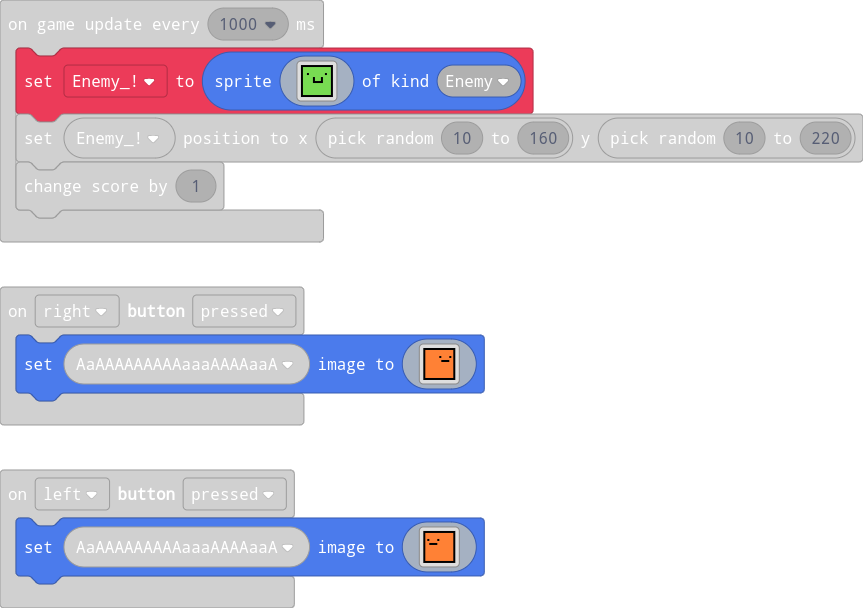 on game update every 1000 ms
set Enemy_! to sprite of kind Enemy
set Enemy_! position to x pick random 10 to 160 y pick random 10 to 220
change score by 1
on right button pressed
set AaAAAAAAAAAaaaAAAAaaA image to
on left button pressed
set AaAAAAAAAAAaaaAAAAaaA image to